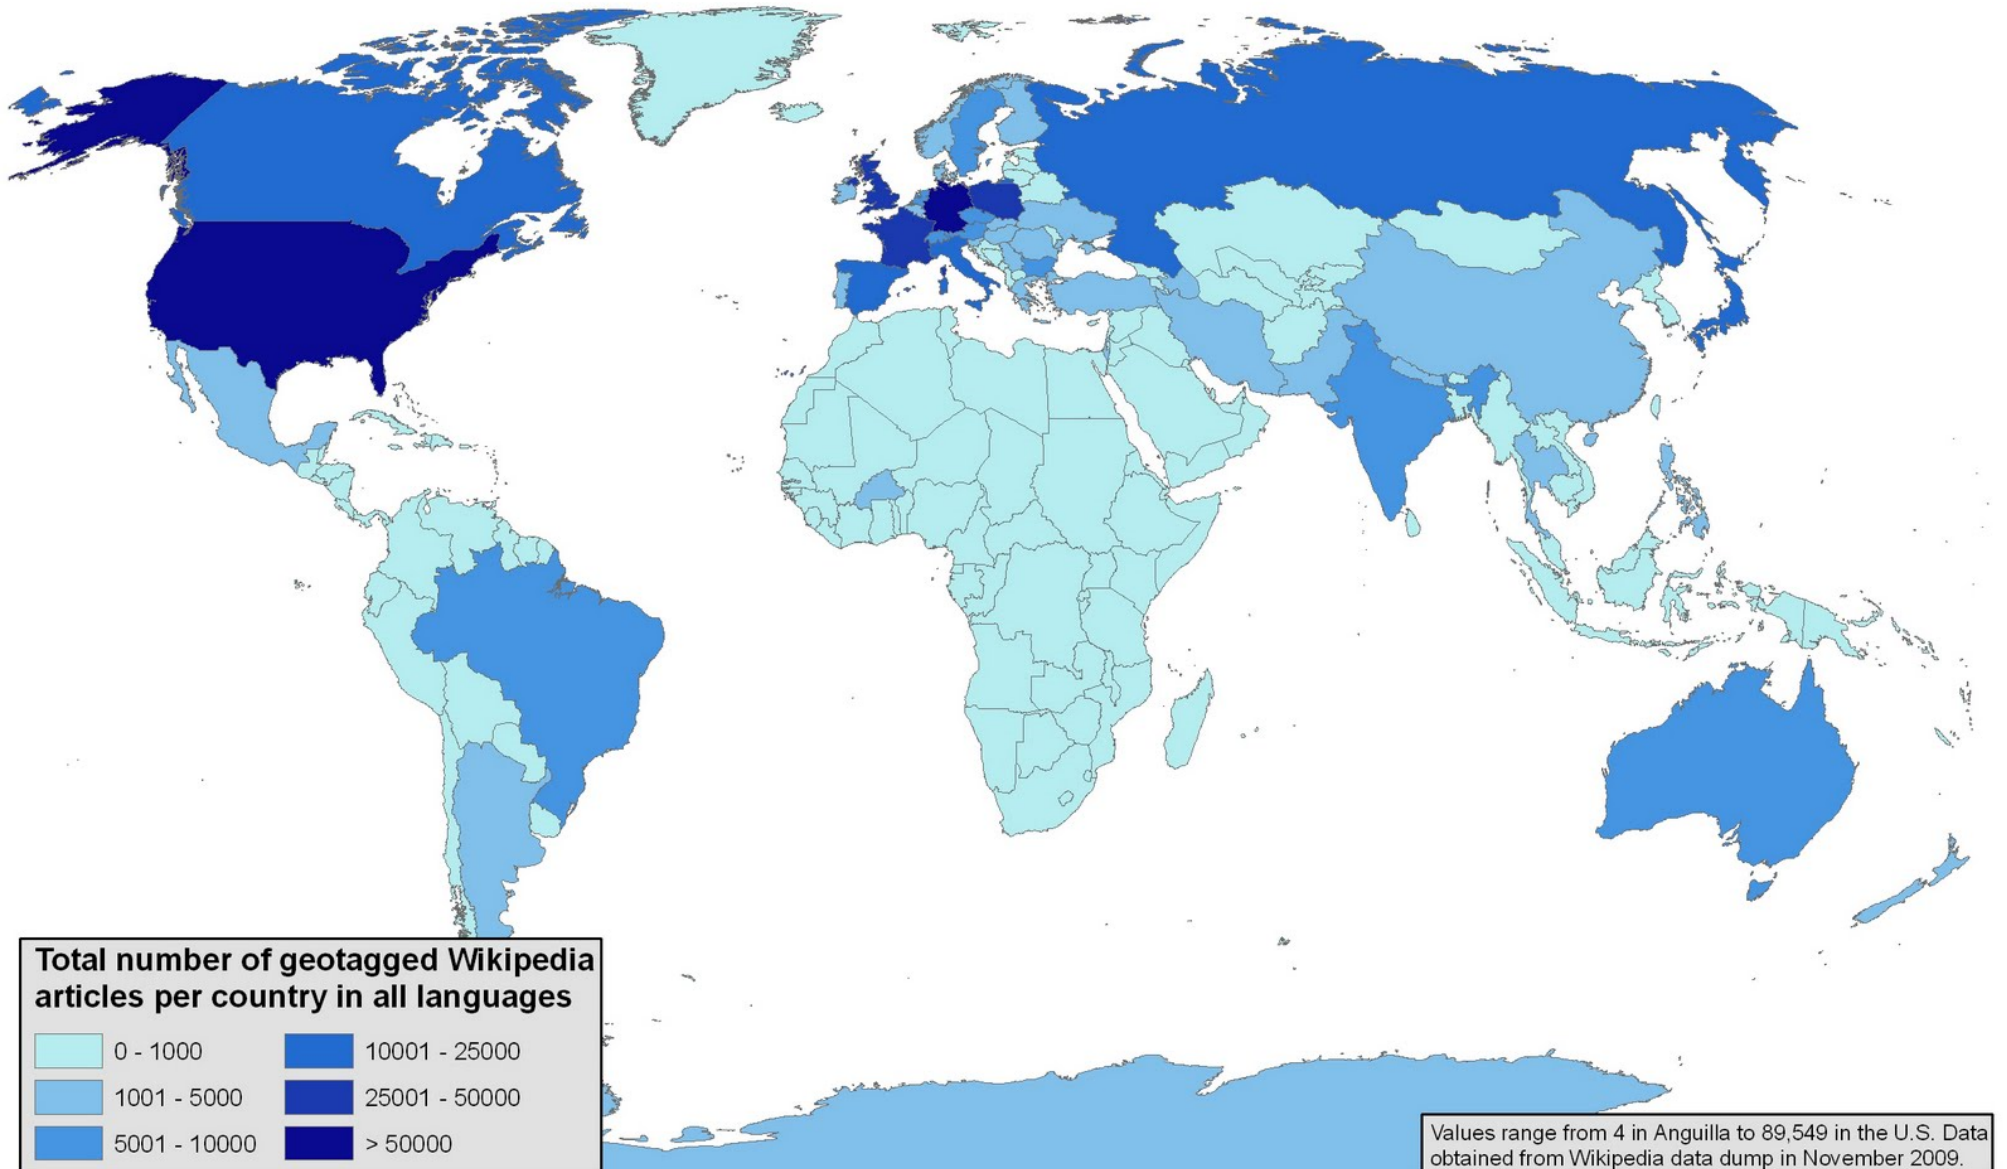 Total number of geotagged Wikipedia
articles per country in all languages
0 - 1000
1001 - 5000
5001 - 10000
10001 - 25000
25001 - 50000
> 50000
Values range from 4 in Anguilla to 89,549 in the U.S. Data
obtained from Wikipedia data dump in November 2009.